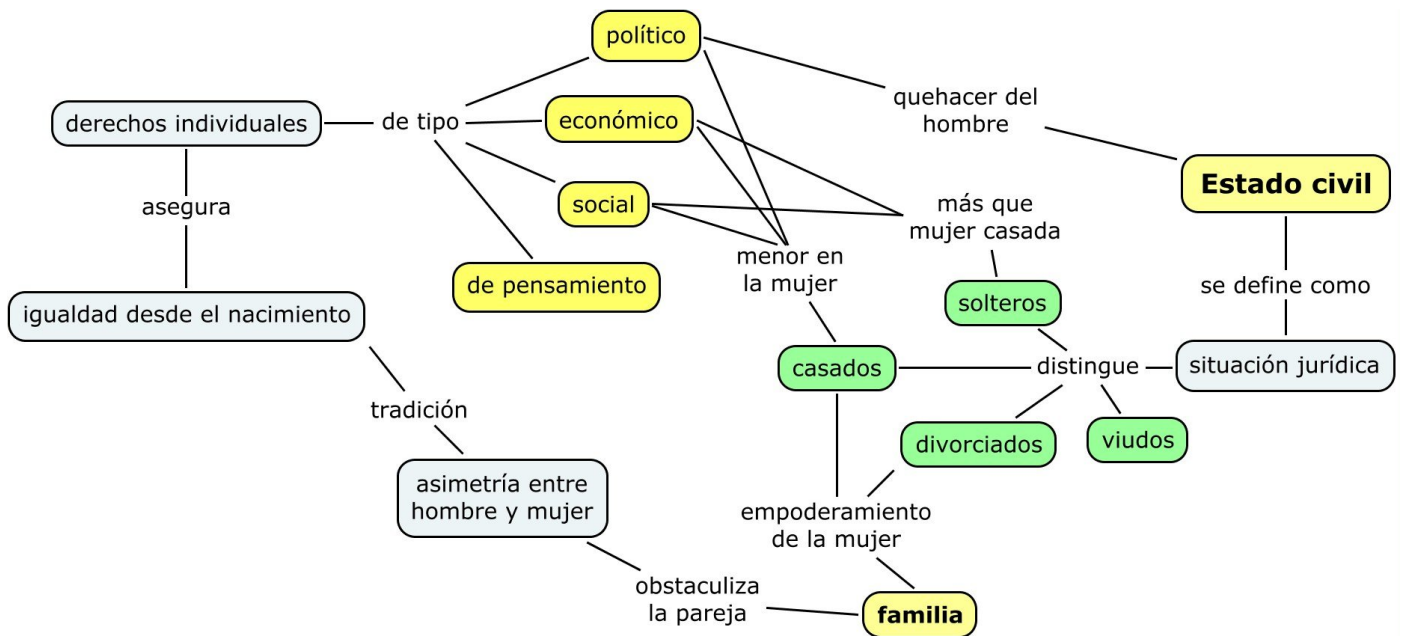 político
quehacer del
hombre
derechos individuales
de tipo
económico
Estado civil
asegura
social
más que
mujer casada
menor en
la mujer
de pensamiento
se define como
igualdad desde el nacimiento
solteros
casados
distingue
situación jurídica
tradición
divorciados
viudos
asimetría entre
hombre y mujer
empoderamiento
de la mujer
obstaculiza
la pareja
familia